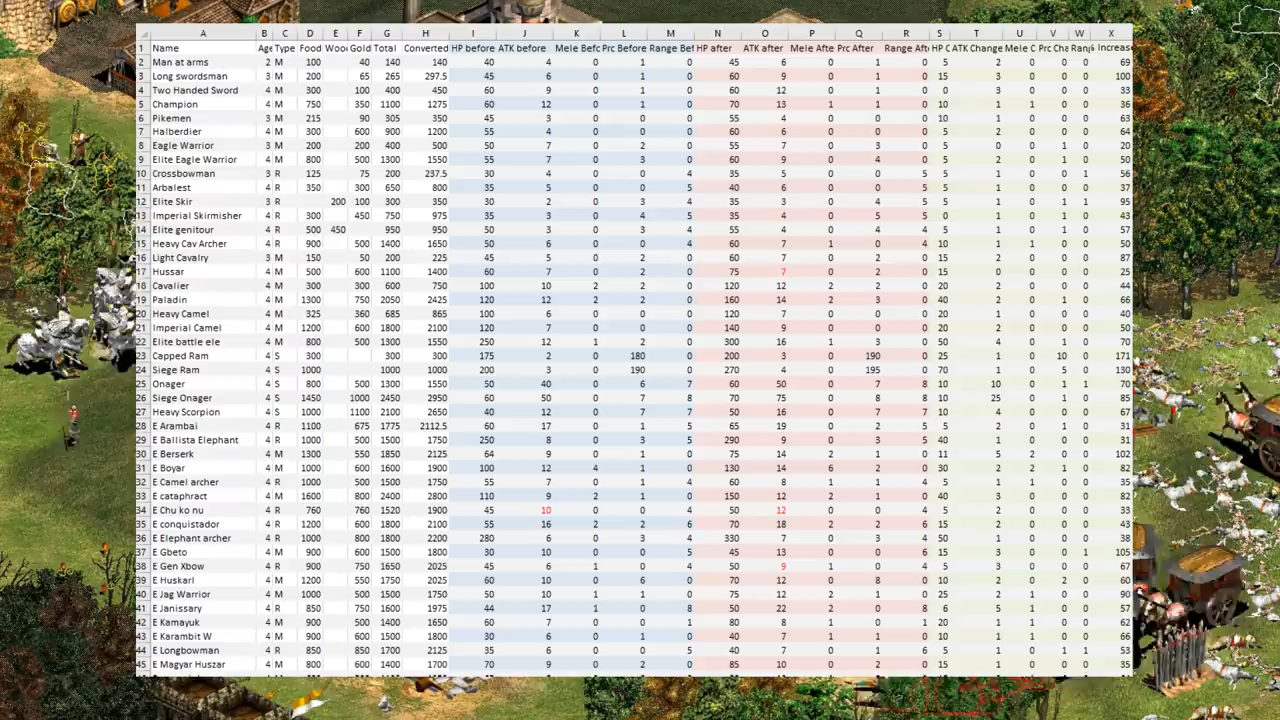 A B C D E F G H I J K L M N O P Q R S T U V W X
1 Name Age Type Food Woo Gold Total Converted HP before ATK before Mele Befo Prc Before Range Bef HP after ATK after Mele Afte Prc After Range Aft HP C ATK Change Mele C Prc Cha Rang Increase
2 Man at arms 2 M 100 40 140 140 40 4 0 1 0 45 6 0 1 0 5 2 0 0 0 69
3 Long swordsman 3 M 200 65 265 297.5 45 6 0 1 0 60 9 0 1 0 15 3 0 0 0 100
4 Two Handed Sword 4 M 300 100 400 450 60 9 0 1 0 60 12 0 1 0 0 3 0 0 0 33
5 Champion 4 M 750 350 1100 1275 60 12 0 1 0 70 13 1 1 0 10 1 1 0 0 36
6 Pikemen 3 M 215 90 305 350 45 3 0 0 0 55 4 0 0 0 10 1 0 0 0 63
7 Halberdier 4 M 300 600 900 1200 55 4 0 0 0 60 6 0 0 0 5 2 0 0 0 64
8 Eagle Warrior 3 M 200 200 400 500 50 7 0 2 0 55 7 0 3 0 5 0 0 1 0 20
9 Elite Eagle Warrior 4 M 800 500 1300 1550 55 7 0 3 0 60 9 0 4 0 5 2 0 1 0 50
10 Crossbowman 3 R 125 75 200 237.5 30 4 0 0 4 35 5 0 0 5 5 1 0 0 1 56
11 Arbalest 4 R 350 300 650 800 35 5 0 0 5 40 6 0 0 5 5 1 0 0 0 37
12 Elite Skir 3 R 200 100 300 350 30 2 0 3 4 35 3 0 4 5 5 1 0 1 1 95
13 Imperial Skirmisher 4 R 300 450 750 975 35 3 0 4 5 35 4 0 5 5 0 1 0 1 0 43
14 Elite genitour 4 R 500 450 950 950 50 3 0 3 4 55 4 0 4 4 5 1 0 1 0 57
15 Heavy Cav Archer 4 R 900 500 1400 1650 50 6 0 0 4 60 7 1 0 4 10 1 1 0 0 50
16 Light Cavalry 3 M 150 50 200 225 45 5 0 2 0 60 7 0 2 0 15 2 0 0 0 87
17 Hussar 4 M 500 600 1100 1400 60 7 0 2 0 75 7 0 2 0 15 0 0 0 0 25
18 Cavalier 4 M 300 300 600 750 100 10 2 2 0 120 12 2 2 0 20 2 0 0 0 44
19 Paladin 4 M 1300 750 2050 2425 120 12 2 2 0 160 14 2 3 0 40 2 0 1 0 66
20 Heavy Camel 4 M 325 360 685 865 100 6 0 0 0 120 7 0 0 0 20 1 0 0 0 40
21 Imperial Camel 4 M 1200 600 1800 2100 120 7 0 0 0 140 9 0 0 0 20 2 0 0 0 50
22 Elite battle ele 4 M 800 500 1300 1550 250 12 1 2 0 300 16 1 3 0 50 4 0 1 0 70
23 Capped Ram 4 S 300 300 300 175 2 0 180 0 200 3 0 190 0 25 1 0 10 0 171
24 Siege Ram 4 S 1000 1000 1000 200 3 0 190 0 270 4 0 195 0 70 1 0 5 0 130
25 Onager 4 S 800 500 1300 1550 50 40 0 6 7 60 50 0 7 8 10 10 0 1 1 70
26 Siege Onager 4 S 1450 1000 2450 2950 60 50 0 7 8 70 75 0 8 8 10 25 0 1 0 85
27 Heavy Scorpion 4 S 1000 1100 2100 2650 40 12 0 7 7 50 16 0 7 7 10 4 0 0 0 67
28 E Arambai 4 R 1100 675 1775 2112.5 60 17 0 1 5 65 19 0 2 5 5 2 0 1 0 31
29 E Ballista Elephant 4 R 1000 500 1500 1750 250 8 0 3 5 290 9 0 3 5 40 1 0 0 0 31
30 E Berserk 4 M 1300 550 1850 2125 64 9 0 1 0 75 14 2 1 0 11 5 2 0 0 102
31 E Boyar 4 M 1000 600 1600 1900 100 12 4 1 0 130 14 6 2 0 30 2 2 1 0 82
32 E Camel archer 4 R 1000 500 1500 1750 55 7 0 1 4 60 8 1 1 4 5 1 1 0 0 35
33 E cataphract 4 M 1600 800 2400 2800 110 9 2 1 0 150 12 2 1 0 40 3 0 0 0 82
34 E Chu ko nu 4 R 760 760 1520 1900 45 10 0 0 4 50 12 0 0 4 5 2 0 0 0 33
35 E conquistador 4 R 1200 600 1800 2100 55 16 2 2 6 70 18 2 2 6 15 2 0 0 0 43
36 E Elephant archer 4 R 1000 800 1800 2200 280 6 0 3 4 330 7 0 3 4 50 1 0 0 0 38
37 E Gbeto 4 M 900 600 1500 1800 30 10 0 0 5 45 13 0 0 6 15 3 0 0 1 105
38 E Gen Xbow 4 R 900 750 1650 2025 45 6 1 0 4 50 9 1 0 4 5 3 0 0 0 67
39 E Huskarl 4 M 1200 550 1750 2025 60 10 0 6 0 70 12 0 8 0 10 2 0 2 0 60
40 E Jag Warrior 4 M 1000 500 1500 1750 50 10 1 1 0 75 12 2 1 0 25 2 1 0 0 90
41 E Janissary 4 R 850 750 1600 1975 44 17 1 0 8 50 22 2 0 8 6 5 1 0 0 57
42 E Kamayuk 4 M 900 500 1400 1650 60 7 0 0 1 80 8 1 0 1 20 1 1 0 0 62
43 E Karambit W 4 M 900 600 1500 1800 30 6 0 1 0 40 7 1 1 0 10 1 1 0 0 66
44 E Longbowman 4 R 850 850 1700 2125 35 6 0 0 5 40 7 0 1 6 5 1 0 1 1 53
45 E Magyar Huszar 4 M 800 600 1400 1700 70 9 0 2 0 85 10 0 2 0 15 1 0 0 0 35